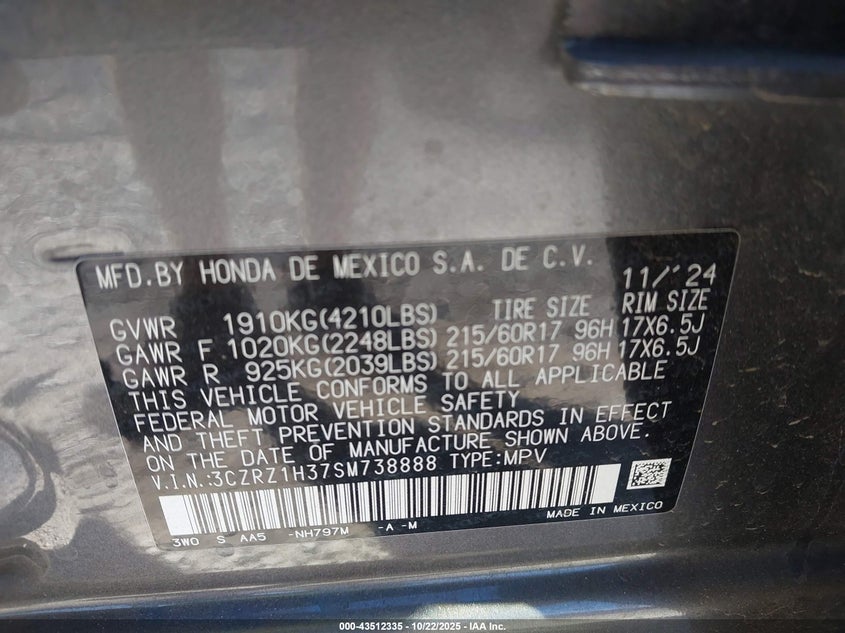 MFD.BY HONDA DE MEXICO S.A. DE C.V. 11/'24
GVWR 1910KG(4210LBS) TIRE SIZE RIM SIZE
GAWR F 1020KG(2248LBS) 215/60R17 96H 17X6.5J
GAWR R 925KG(2039LBS) 215/60R17 96H 17X6.5J
THIS VEHICLE CONFORMS TO ALL APPLICABLE
FEDERAL MOTOR VEHICLE SAFETY
AND THEFT PREVENTION STANDARDS IN EFFECT
ON THE DATE OF MANUFACTURE SHOWN ABOVE.
V.I.N.:3CZRZ1H37SM738888 TYPE:MPV
3W0 S AA5 -NH797M -A -M MADE IN MEXICO
000-43512335 - 10/22/2025 - IAA Inc.